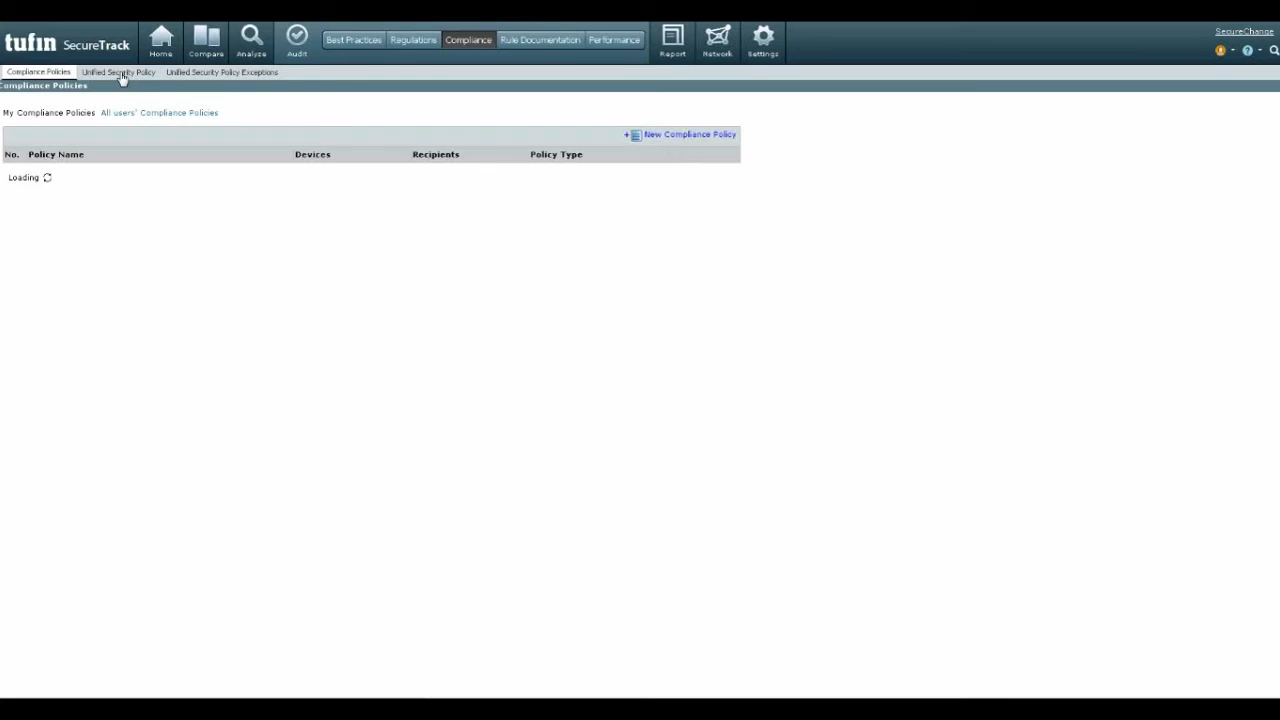 tufin SecureTrack
Home
Compare
Analyze
Audit
Best Practices
Regulations
Compliance
Rule Documentation
Performance
Report
Network
Settings
SecureChange
Compliance Policies
Unified Security Policy
Unified Security Policy Exceptions
Compliance Policies
My Compliance Policies All users' Compliance Policies
+ New Compliance Policy
No. Policy Name Devices Recipients Policy Type
Loading